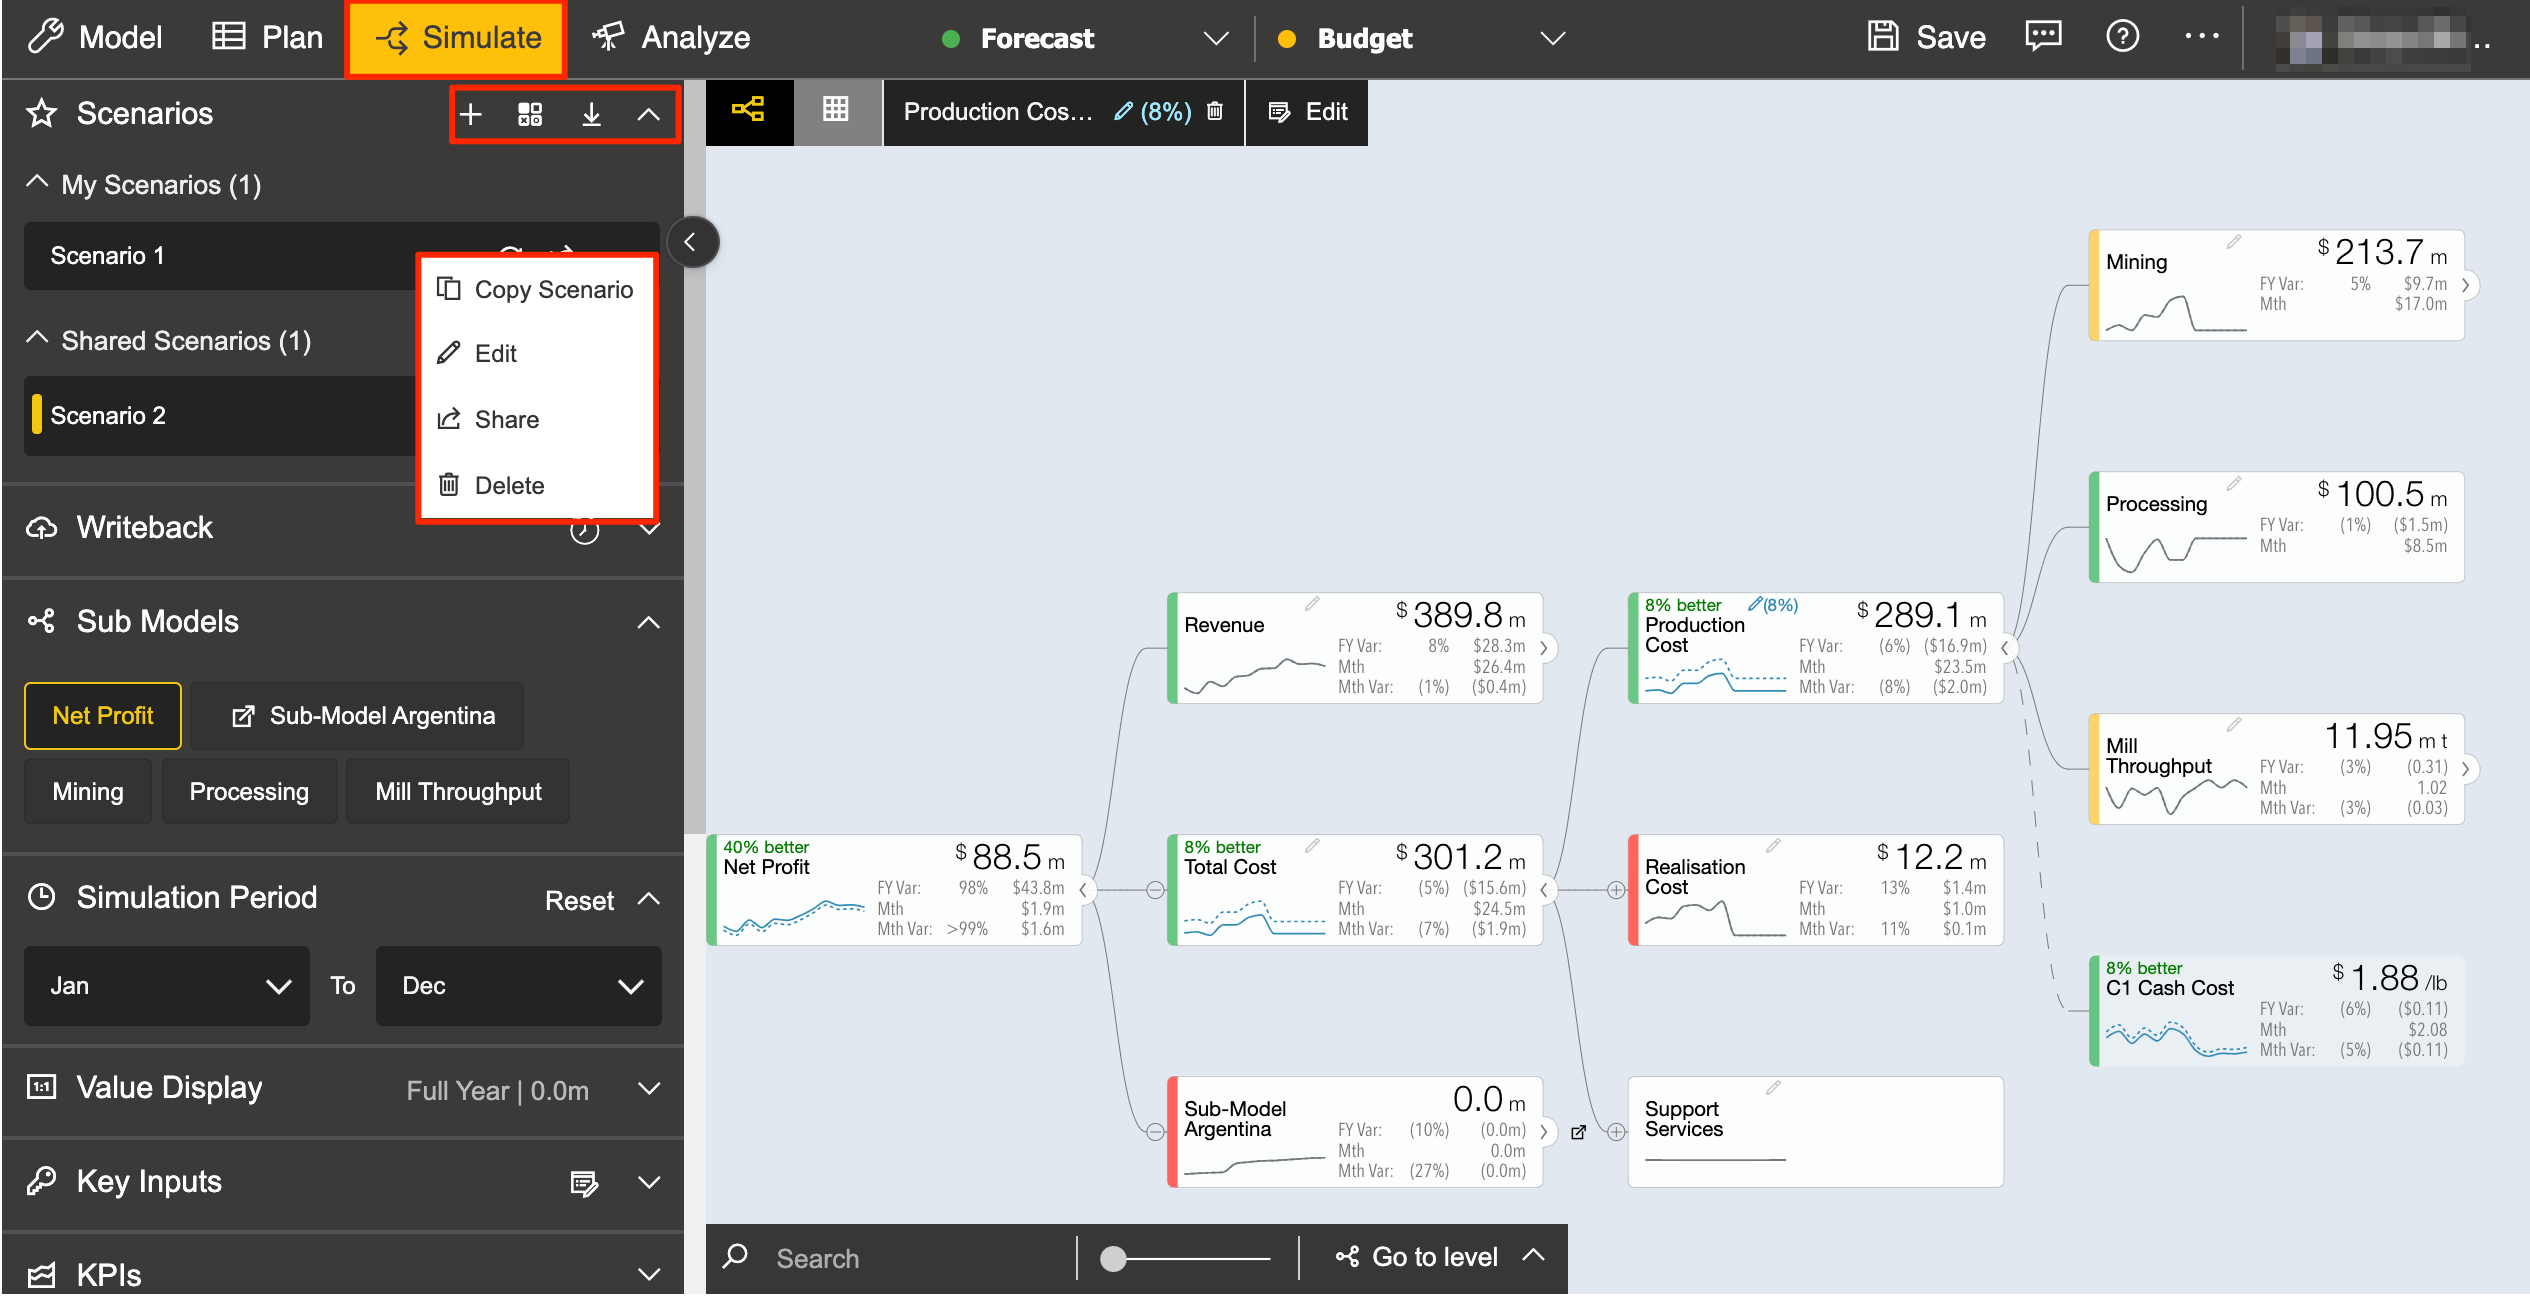 Model Plan Simulate Analyze Forecast Budget Save ..
Scenarios
My Scenarios (1)
Scenario 1
Shared Scenarios (1)
Scenario 2
Copy Scenario
Edit
Share
Delete
Writeback
Sub Models
Net Profit Sub-Model Argentina
Mining Processing Mill Throughput
Simulation Period Reset
Jan To Dec
1:1 Value Display Full Year | 0.0m
Key Inputs
KPIs
Production Cos... (8%) Edit
40% better
Net Profit $ 88.5 m
FY Var: 98% $43.8m
Mth $1.9m
Mth Var: >99% $1.6m
Revenue $ 389.8 m
FY Var: 8% $28.3m
Mth $26.4m
Mth Var: (1%) ($0.4m)
8% better
Total Cost $ 301.2 m
FY Var: (5%) ($15.6m)
Mth $24.5m
Mth Var: (7%) ($1.9m)
Sub-Model
Argentina 0.0 m
FY Var: (10%) (0.0m)
Mth 0.0m
Mth Var: (27%) (0.0m)
8% better (8%)
Production
Cost $ 289.1 m
FY Var: (6%) ($16.9m)
Mth $23.5m
Mth Var: (8%) ($2.0m)
Realisation
Cost $ 12.2 m
FY Var: 13% $1.4m
Mth $1.0m
Mth Var: 11% $0.1m
Support
Services
Mining $ 213.7 m
FY Var: 5% $9.7m
Mth $17.0m
Processing $ 100.5 m
FY Var: (1%) ($1.5m)
Mth $8.5m
Mill
Throughput 11.95 m t
FY Var: (3%) (0.31)
Mth 1.02
Mth Var: (3%) (0.03)
8% better
C1 Cash Cost $ 1.88 /lb
FY Var: (6%) ($0.11)
Mth $2.08
Mth Var: (5%) ($0.11)
Search Go to level